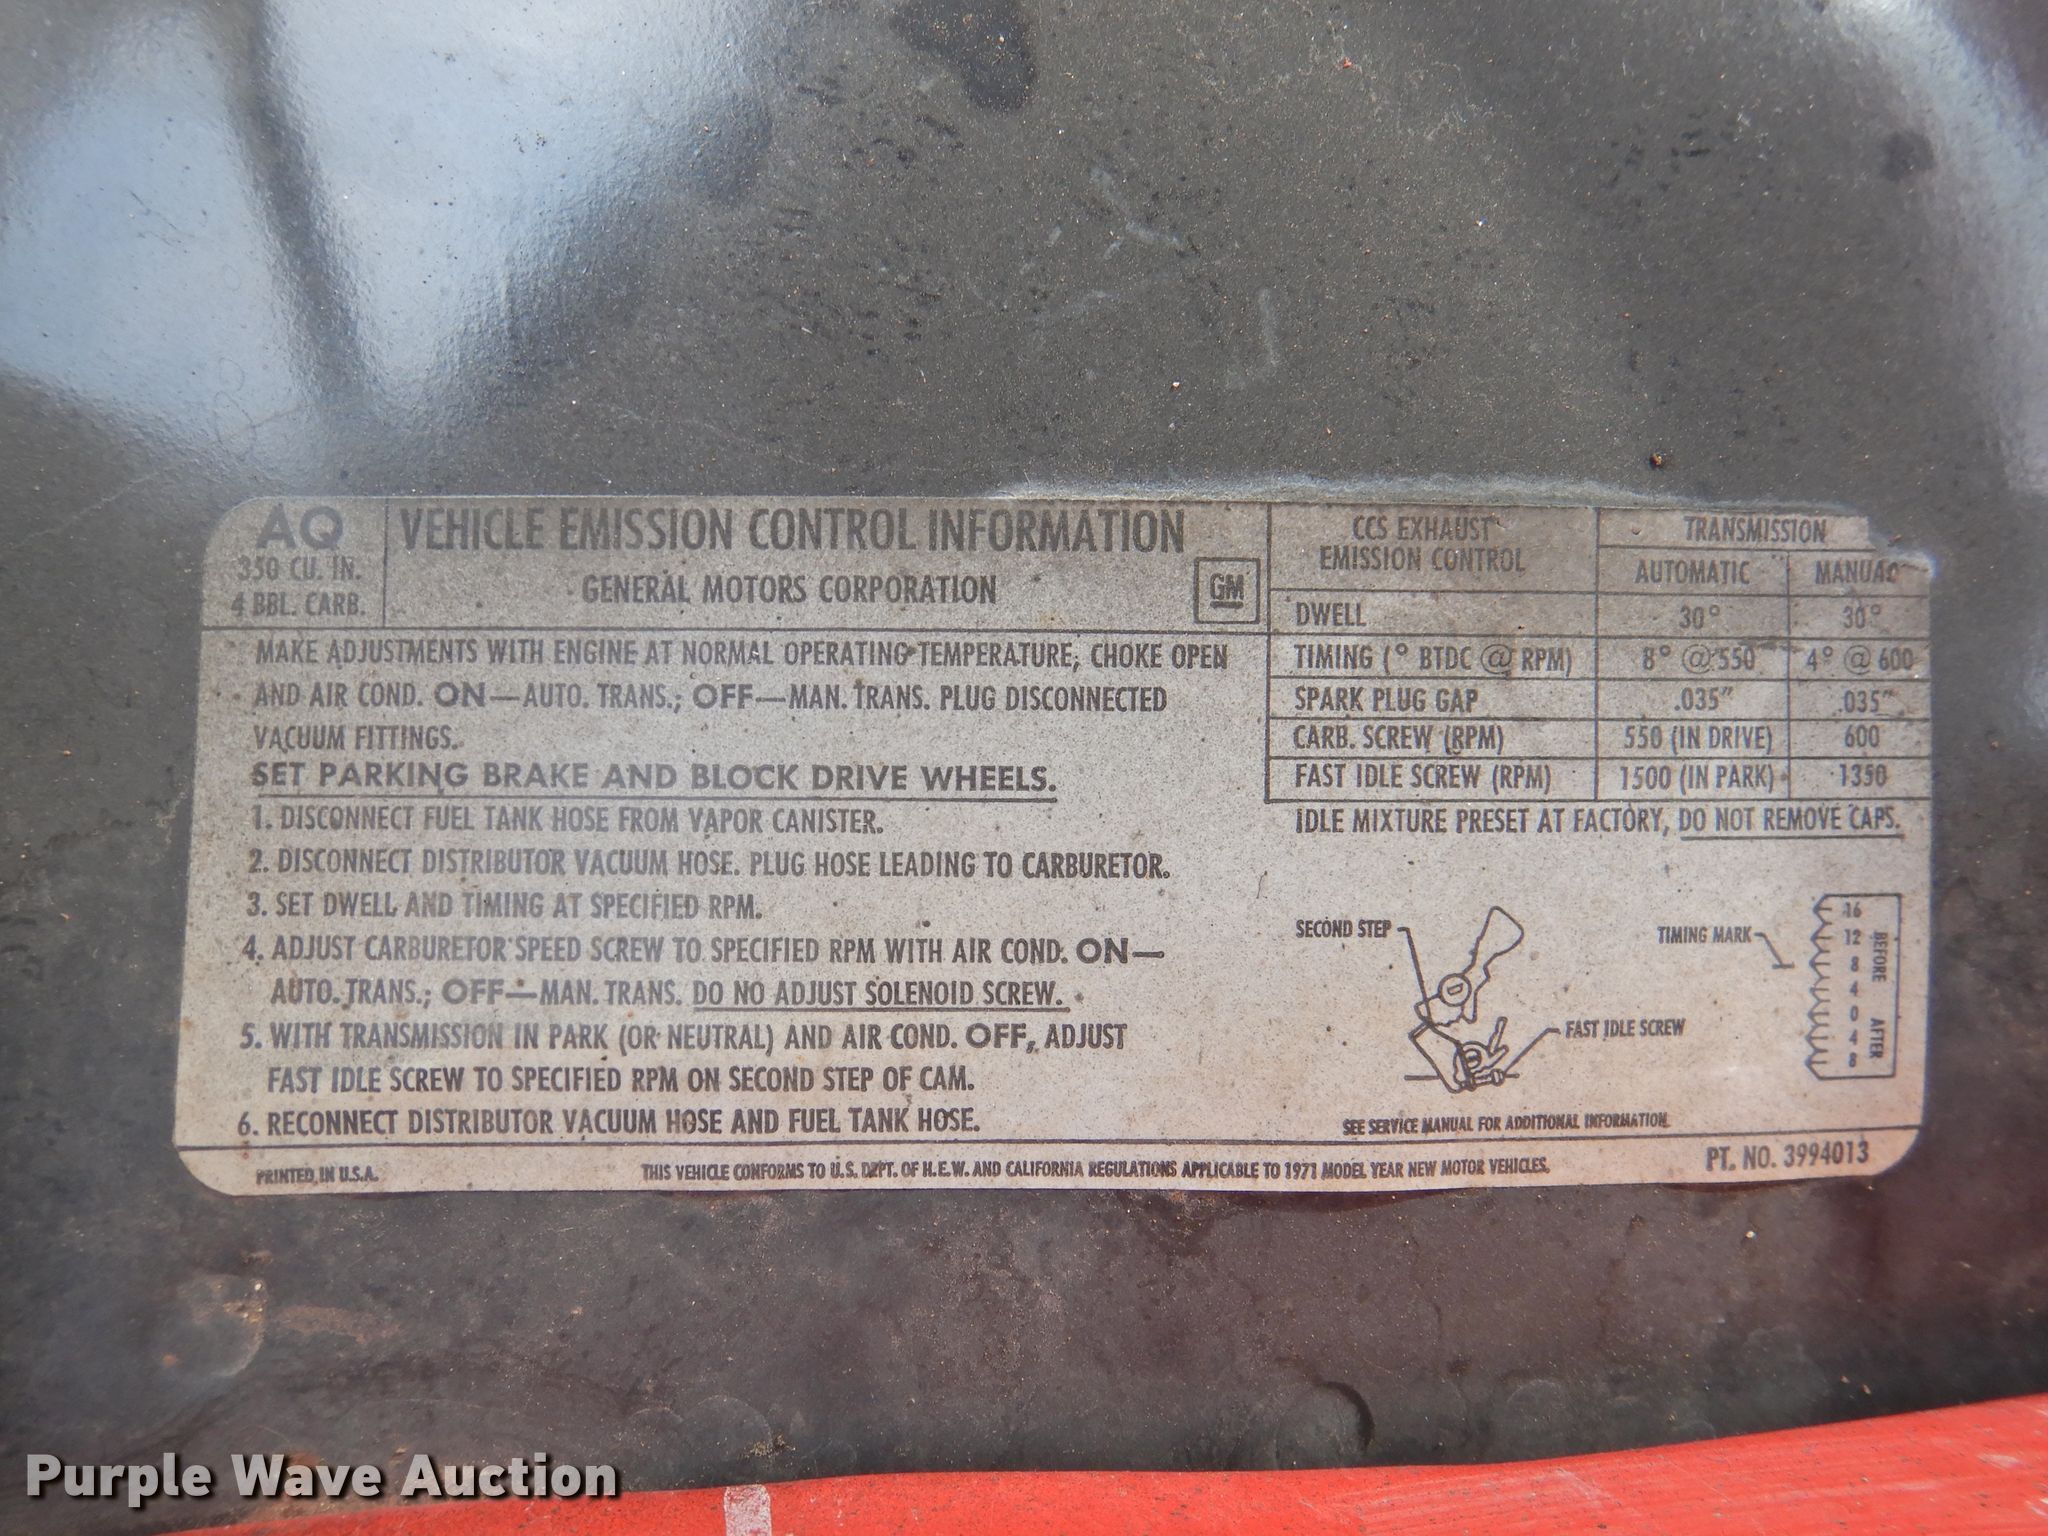 AQ
350 CU. IN.
4 BBL. CARB.
VEHICLE EMISSION CONTROL INFORMATION
GENERAL MOTORS CORPORATION
GM
MAKE ADJUSTMENTS WITH ENGINE AT NORMAL OPERATING TEMPERATURE, CHOKE OPEN
AND AIR COND. ON—AUTO. TRANS.; OFF—MAN. TRANS. PLUG DISCONNECTED
VACUUM FITTINGS.
SET PARKING BRAKE AND BLOCK DRIVE WHEELS.
1. DISCONNECT FUEL TANK HOSE FROM VAPOR CANISTER.
2. DISCONNECT DISTRIBUTOR VACUUM HOSE. PLUG HOSE LEADING TO CARBURETOR.
3. SET DWELL AND TIMING AT SPECIFIED RPM.
4. ADJUST CARBURETOR SPEED SCREW TO SPECIFIED RPM WITH AIR COND. ON—
AUTO. TRANS.; OFF—MAN. TRANS. DO NO ADJUST SOLENOID SCREW.
5. WITH TRANSMISSION IN PARK (OR NEUTRAL) AND AIR COND. OFF, ADJUST
FAST IDLE SCREW TO SPECIFIED RPM ON SECOND STEP OF CAM.
6. RECONNECT DISTRIBUTOR VACUUM HOSE AND FUEL TANK HOSE.
CCS EXHAUST
EMISSION CONTROL
TRANSMISSION
AUTOMATIC MANUAL
DWELL 30° 30°
TIMING (° BTDC @ RPM) 8° @ 550 4° @ 600
SPARK PLUG GAP .035" .035"
CARB. SCREW (RPM) 550 (IN DRIVE) 600
FAST IDLE SCREW (RPM) 1500 (IN PARK) 1350
IDLE MIXTURE PRESET AT FACTORY, DO NOT REMOVE CAPS.
SECOND STEP
FAST IDLE SCREW
TIMING MARK
16
12
8
4
0
4
8
BEFORE
AFTER
SEE SERVICE MANUAL FOR ADDITIONAL INFORMATION
PRINTED IN U.S.A.
THIS VEHICLE CONFORMS TO U.S. DEPT. OF H.E.W. AND CALIFORNIA REGULATIONS APPLICABLE TO 1971 MODEL YEAR NEW MOTOR VEHICLES.
PT. NO. 3994013
Purple Wave Auction